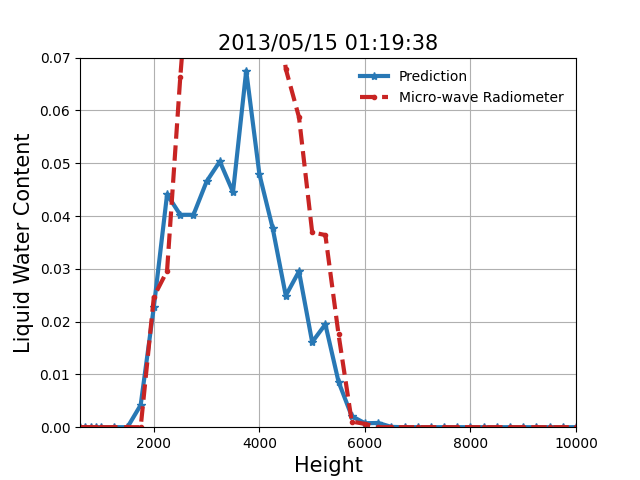 2013/05/15 01:19:38
Prediction
Micro-wave Radiometer
Liquid Water Content
0.07
0.06
0.05
0.04
0.03
0.02
0.01
0.00
2000 4000 6000 8000 10000
Height